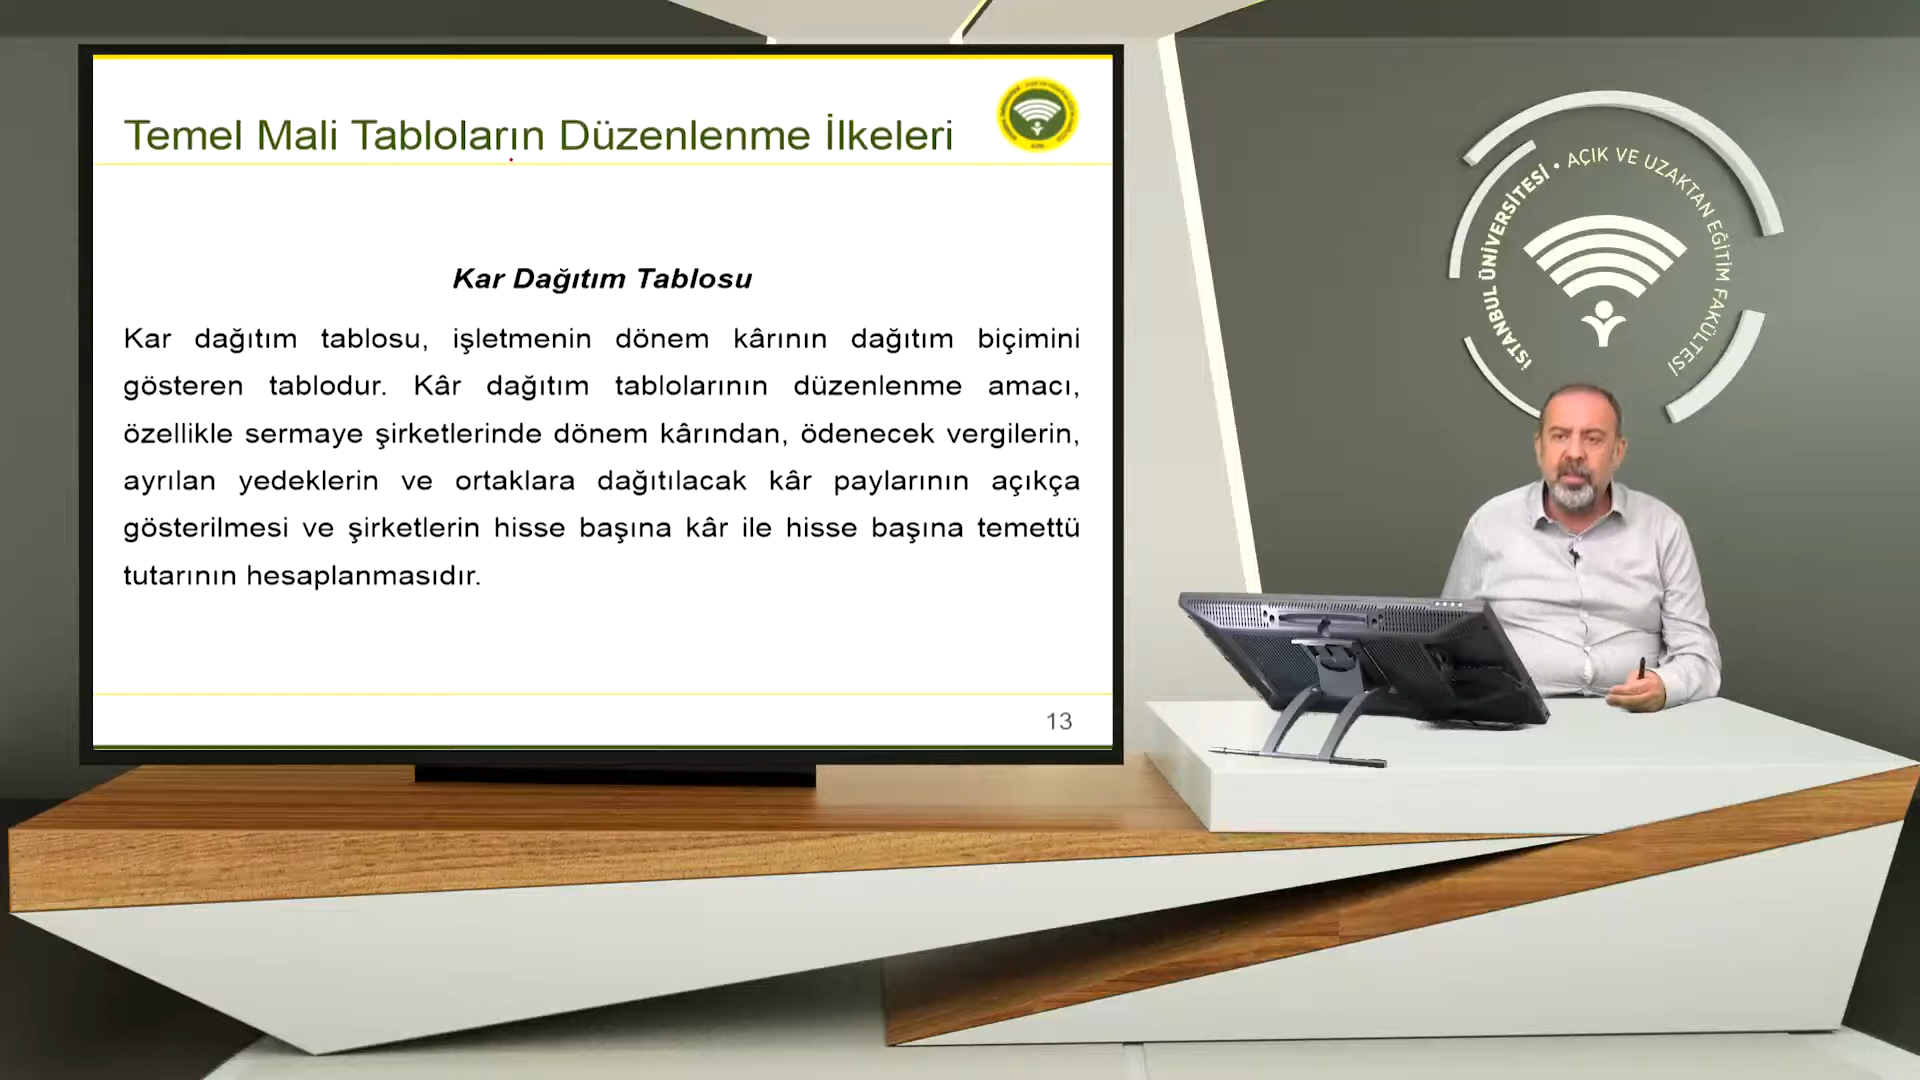 Temel Mali Tabloların Düzenlenme İlkeleri
Kar Dağıtım Tablosu
Kar dağıtım tablosu, işletmenin dönem kârının dağıtım biçimini
gösteren tablodur. Kâr dağıtım tablolarının düzenlenme amacı,
özellikle sermaye şirketlerinde dönem kârından, ödenecek vergilerin,
ayrılan yedeklerin ve ortaklara dağıtılacak kâr paylarının açıkça
gösterilmesi ve şirketlerin hisse başına kâr ile hisse başına temettü
tutarının hesaplanmasıdır.
13
İSTANBUL ÜNİVERSİTESİ • AÇIK VE UZAKTAN EĞİTİM FAKÜLTESİ